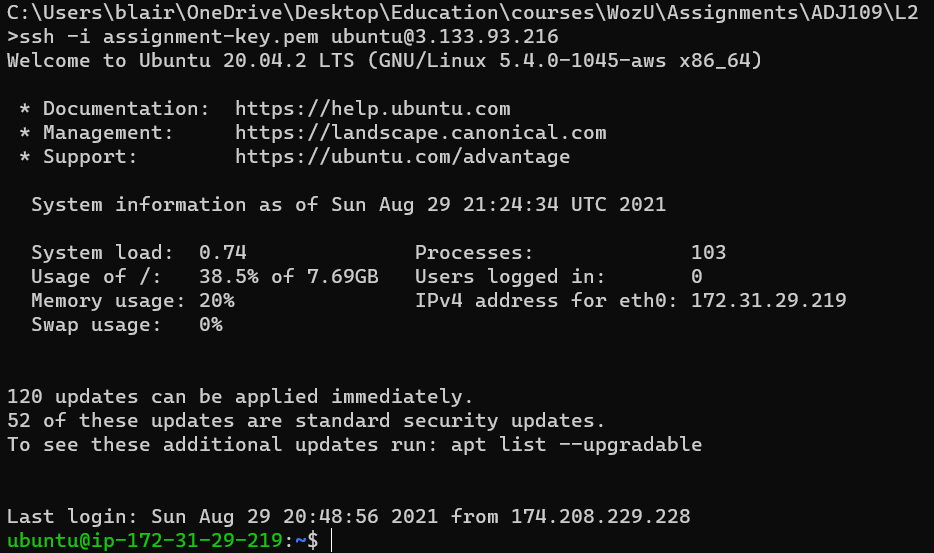 C:\Users\blair\OneDrive\Desktop\Education\courses\WozU\Assignments\ADJ109\L2
>ssh -i assignment-key.pem ubuntu@3.133.93.216
Welcome to Ubuntu 20.04.2 LTS (GNU/Linux 5.4.0-1045-aws x86_64)
* Documentation:  https://help.ubuntu.com
* Management:     https://landscape.canonical.com
* Support:        https://ubuntu.com/advantage
System information as of Sun Aug 29 21:24:34 UTC 2021
System load:  0.74              Processes:             103
Usage of /:   38.5% of 7.69GB   Users logged in:       0
Memory usage: 20%               IPv4 address for eth0: 172.31.29.219
Swap usage:   0%
120 updates can be applied immediately.
52 of these updates are standard security updates.
To see these additional updates run: apt list --upgradable
Last login: Sun Aug 29 20:48:56 2021 from 174.208.229.228
ubuntu@ip-172-31-29-219:~$